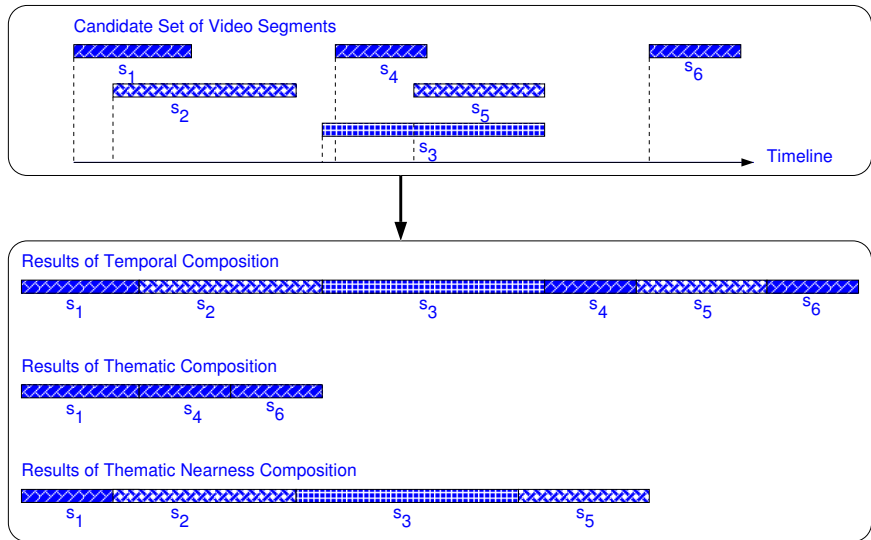 Candidate Set of Video Segments
s1 s4 s6
s2 s5
s3
Timeline
Results of Temporal Composition
s1 s2 s3 s4 s5 s6
Results of Thematic Composition
s1 s4 s6
Results of Thematic Nearness Composition
s1 s2 s3 s5